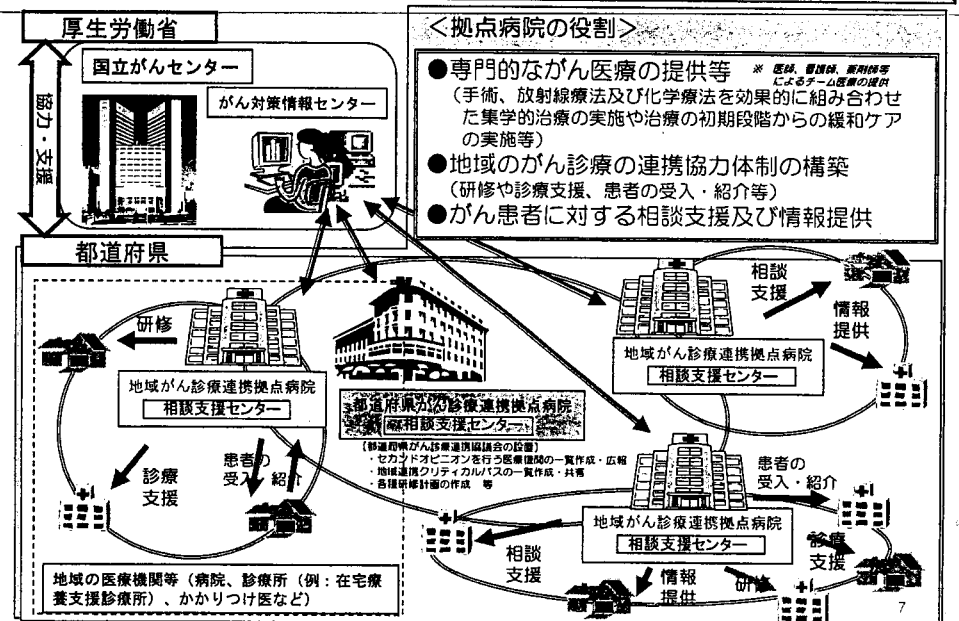 厚生労働省
国立がんセンター
がん対策情報センター
協力・支援
＜拠点病院の役割＞
●専門的ながん医療の提供等
※ 医師、看護師、薬剤師等
によるチーム医療の提供
（手術、放射線療法及び化学療法を効果的に組み合わせ
た集学的治療の実施や治療の初期段階からの緩和ケア
の実施等）
●地域のがん診療の連携協力体制の構築
（研修や診療支援、患者の受入・紹介等）
●がん患者に対する相談支援及び情報提供
都道府県
研修
地域がん診療連携拠点病院
相談支援センター
診療
支援
患者の
受入・紹介
都道府県がん診療連携拠点病院
相談支援センター
【都道府県がん診療連携協議会の設置】
・セカンドオピニオンを行う医療機関の一覧作成・広報
・地域連携クリティカルパスの一覧作成・共有
・各種研修計画の作成 等
相談
支援
情報
提供
地域がん診療連携拠点病院
相談支援センター
患者の
受入・紹介
地域がん診療連携拠点病院
相談支援センター
相談
支援
情報
提供
研修
診療
支援
地域の医療機関等（病院、診療所（例：在宅療
養支援診療所）、かかりつけ医など）
7